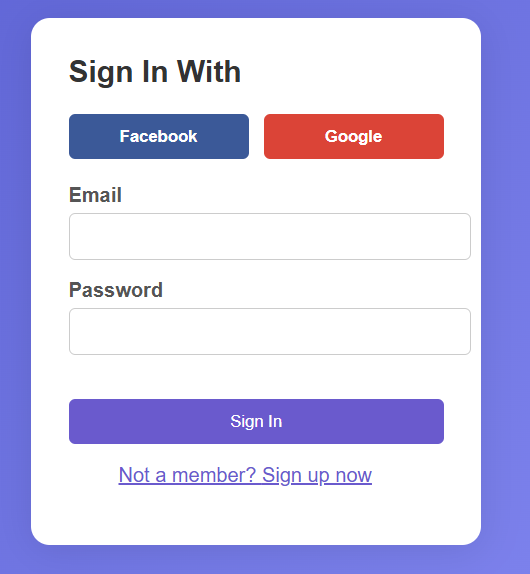 Sign In With
Facebook Google
Email
Password
Sign In
Not a member? Sign up now